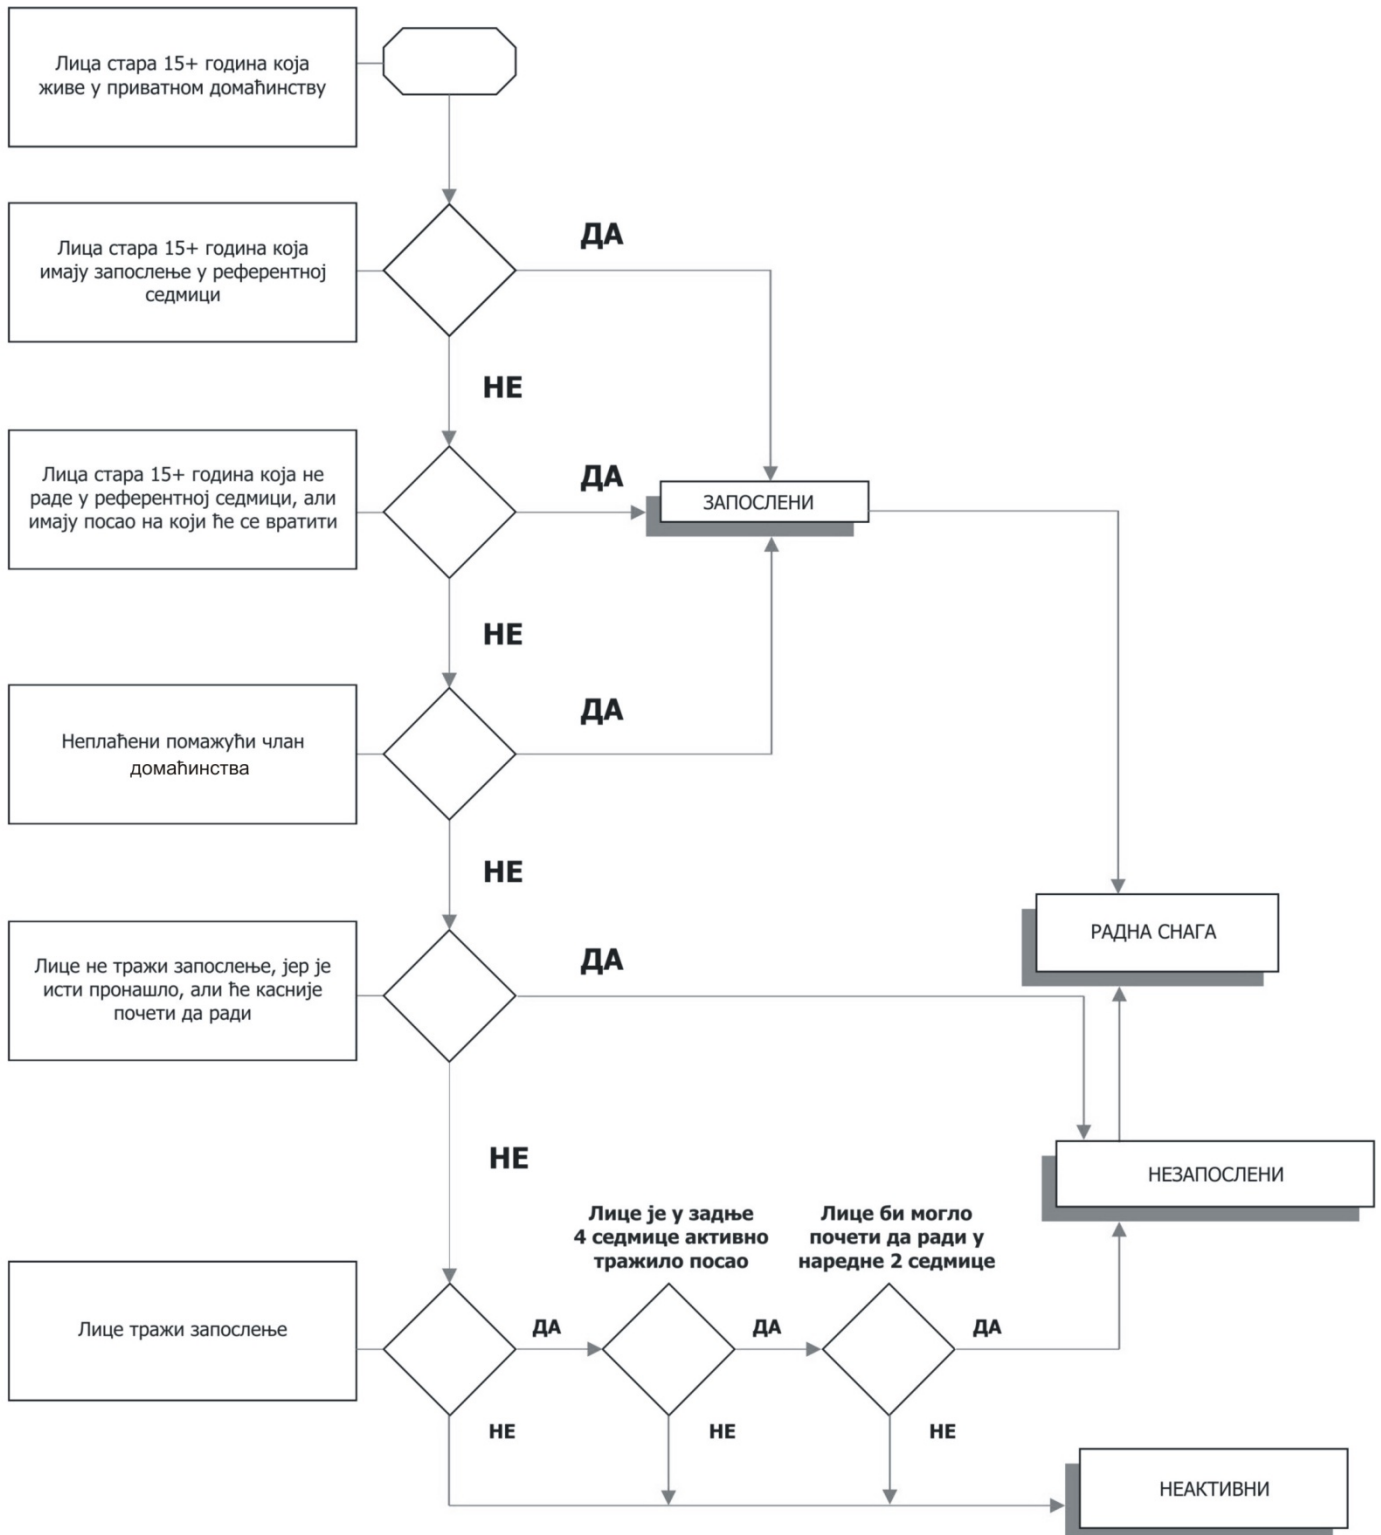 Лица стара 15+ година која
живе у приватном домаћинству
Лица стара 15+ година која
имају запослење у референтној
седмици
ДА
НЕ
Лица стара 15+ година која не
раде у референтној седмици, али
имају посао на који ће се вратити
ДА
ЗАПОСЛЕНИ
НЕ
Неплаћени помажући члан
домаћинства
ДА
НЕ
РАДНА СНАГА
Лице не тражи запослење, јер је
исти пронашло, али ће касније
почети да ради
ДА
НЕ
НЕЗАПОСЛЕНИ
Лице је у задње
4 седмице активно
тражило посао
Лице би могло
почети да ради у
наредне 2 седмице
Лице тражи запослење
ДА
ДА
ДА
НЕ
НЕ
НЕ
НЕАКТИВНИ